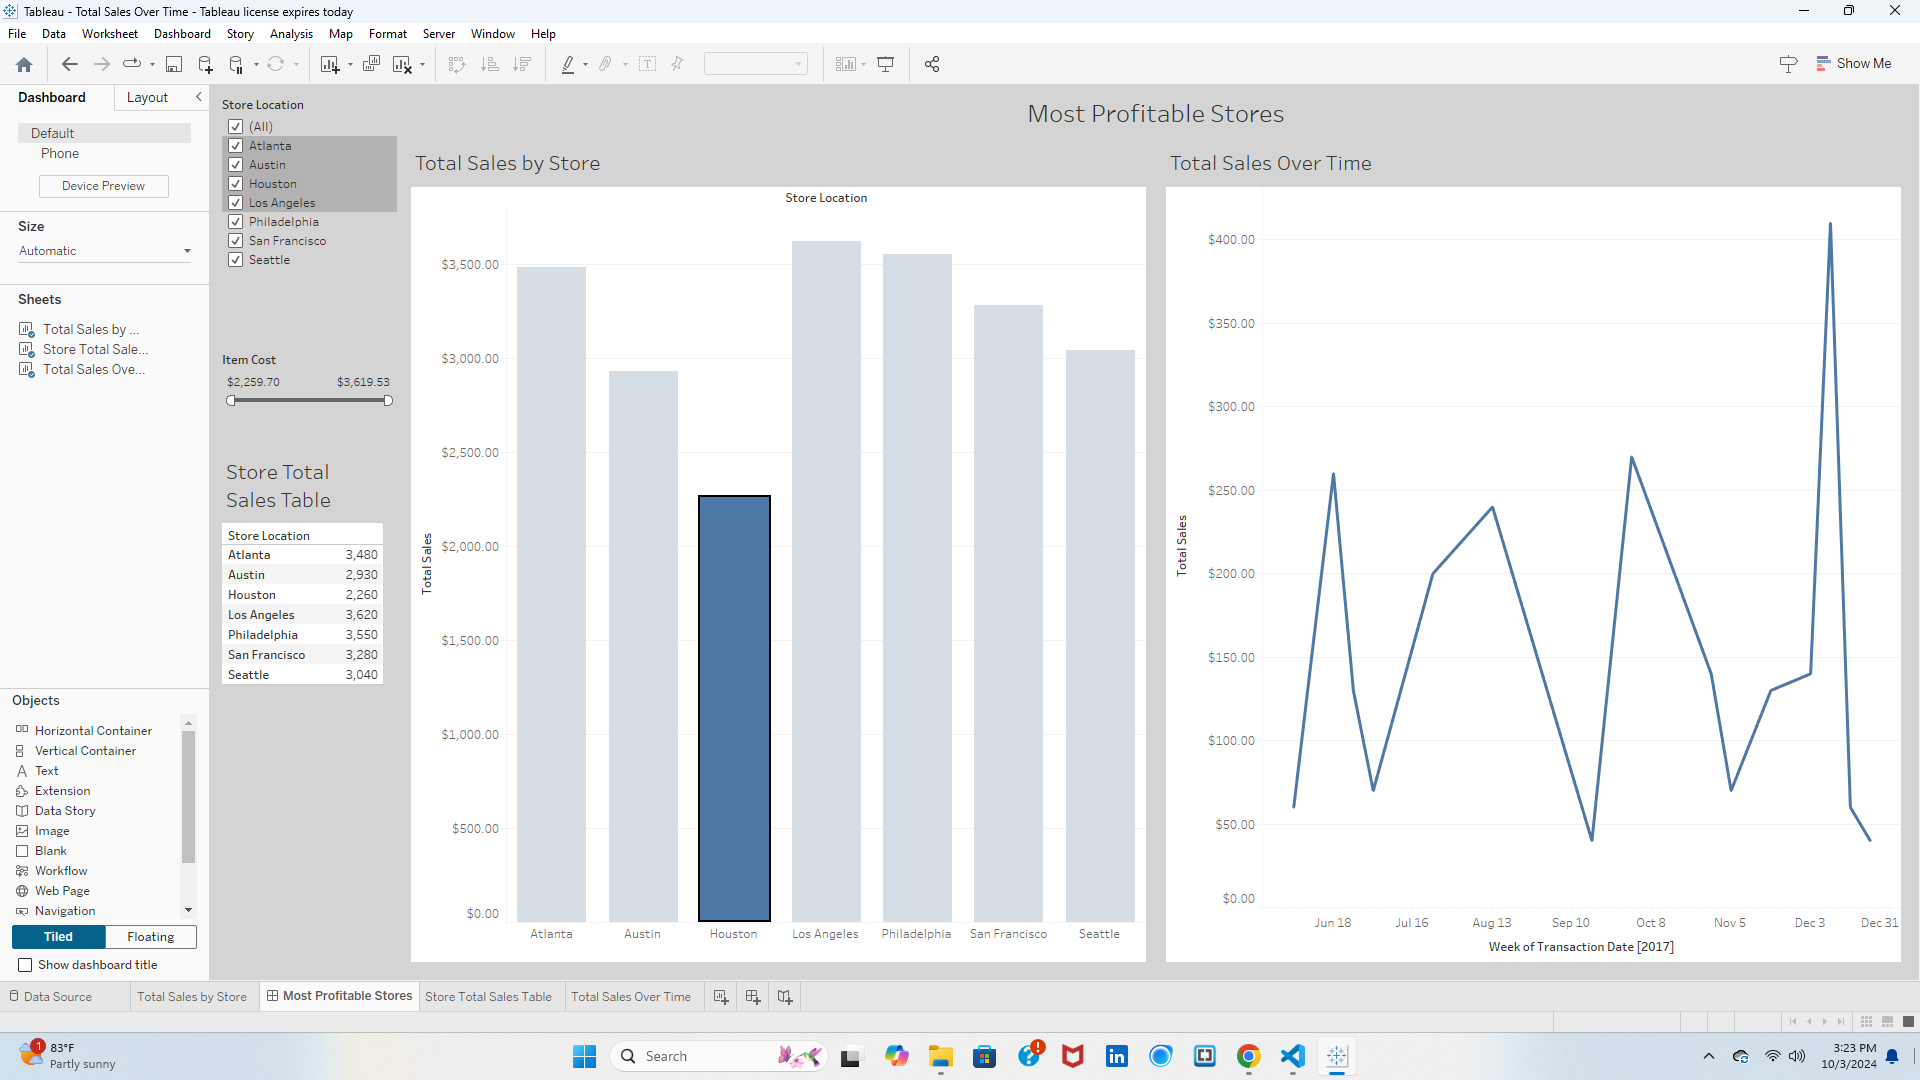 Tableau - Total Sales Over Time - Tableau license expires today
File Data Worksheet Dashboard Story Analysis Map Format Server Window Help
Show Me
Dashboard Layout
Default
Phone
Device Preview
Size
Automatic
Sheets
Total Sales by ...
Store Total Sale...
Total Sales Ove...
Objects
Horizontal Container
Vertical Container
Text
Extension
Data Story
Image
Blank
Workflow
Web Page
Navigation
Tiled Floating
Show dashboard title
Store Location
(All)
Atlanta
Austin
Houston
Los Angeles
Philadelphia
San Francisco
Seattle
Item Cost
$2,259.70 $3,619.53
Store Total
Sales Table
Store Location
Atlanta 3,480
Austin 2,930
Houston 2,260
Los Angeles 3,620
Philadelphia 3,550
San Francisco 3,280
Seattle 3,040
Most Profitable Stores
Total Sales by Store
Store Location
$3,500.00
$3,000.00
$2,500.00
$2,000.00
$1,500.00
$1,000.00
$500.00
$0.00
Total Sales
Atlanta Austin Houston Los Angeles Philadelphia San Francisco Seattle
Total Sales Over Time
$400.00
$350.00
$300.00
$250.00
$200.00
$150.00
$100.00
$50.00
$0.00
Total Sales
Jun 18 Jul 16 Aug 13 Sep 10 Oct 8 Nov 5 Dec 3 Dec 31
Week of Transaction Date [2017]
Data Source Total Sales by Store Most Profitable Stores Store Total Sales Table Total Sales Over Time
1
83°F
Partly sunny
Search
3:23 PM
10/3/2024